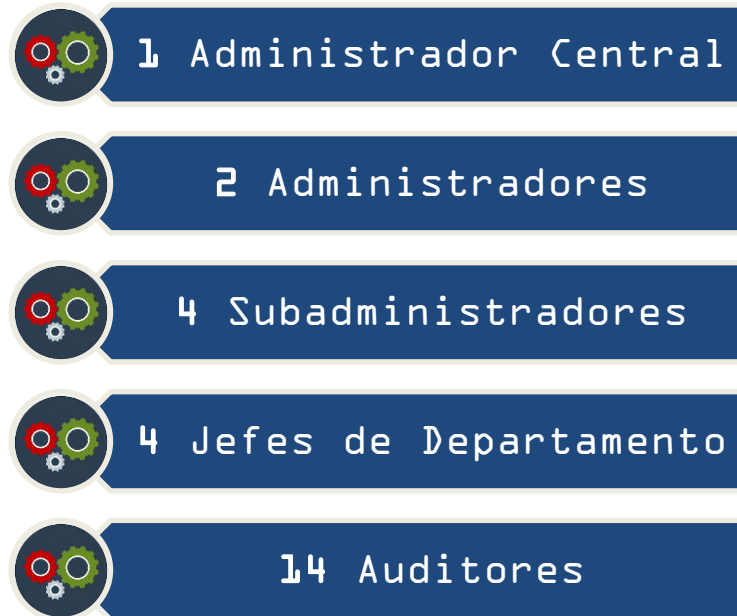 1 Administrador Central
2 Administradores
4 Subadministradores
4 Jefes de Departamento
14 Auditores